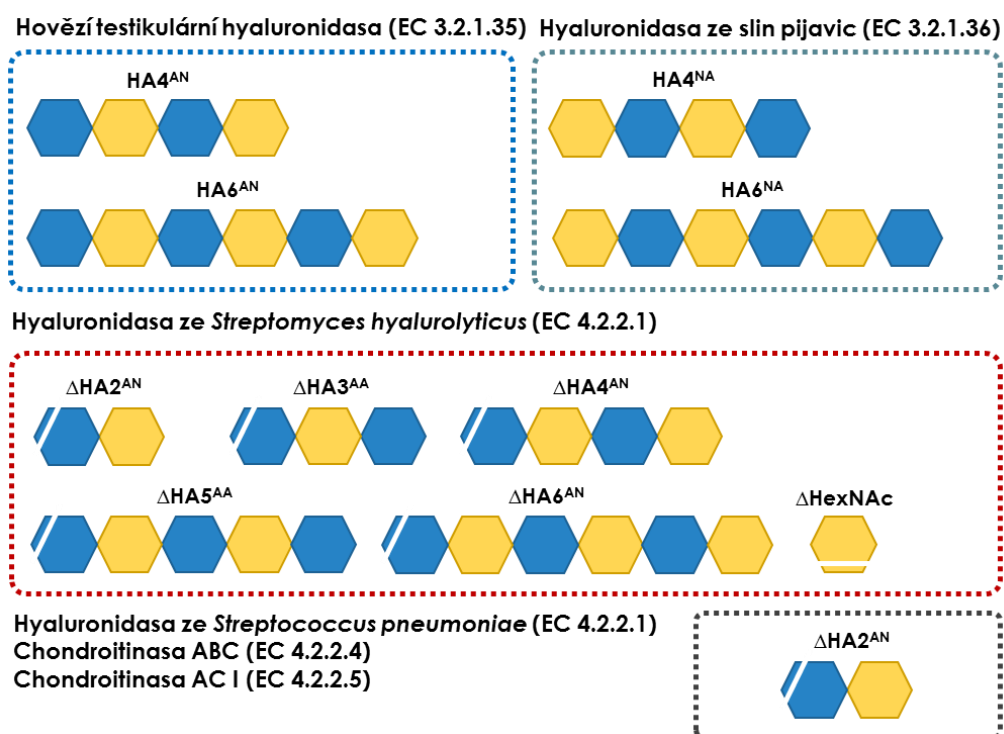 Hovězí testikulární hyaluronidasa (EC 3.2.1.35)
Hyaluronidasa ze slin pijavic (EC 3.2.1.36)
HA4ᴬᴺ
HA6ᴬᴺ
HA4ᴺᴬ
HA6ᴺᴬ
Hyaluronidasa ze Streptomyces hyalurolyticus (EC 4.2.2.1)
ΔHA2ᴬᴺ
ΔHA3ᴬᴬ
ΔHA4ᴬᴺ
ΔHA5ᴬᴬ
ΔHA6ᴬᴺ
ΔHexNAc
Hyaluronidasa ze Streptococcus pneumoniae (EC 4.2.2.1)
Chondroitinasa ABC (EC 4.2.2.4)
Chondroitinasa AC I (EC 4.2.2.5)
ΔHA2ᴬᴺ